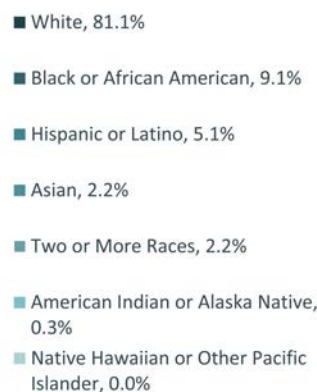 White, 81.1%
Black or African American, 9.1%
Hispanic or Latino, 5.1%
Asian, 2.2%
Two or More Races, 2.2%
American Indian or Alaska Native,
0.3%
Native Hawaiian or Other Pacific
Islander, 0.0%